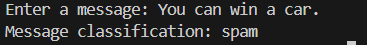 Enter a message: You can win a car.
Message classification: spam